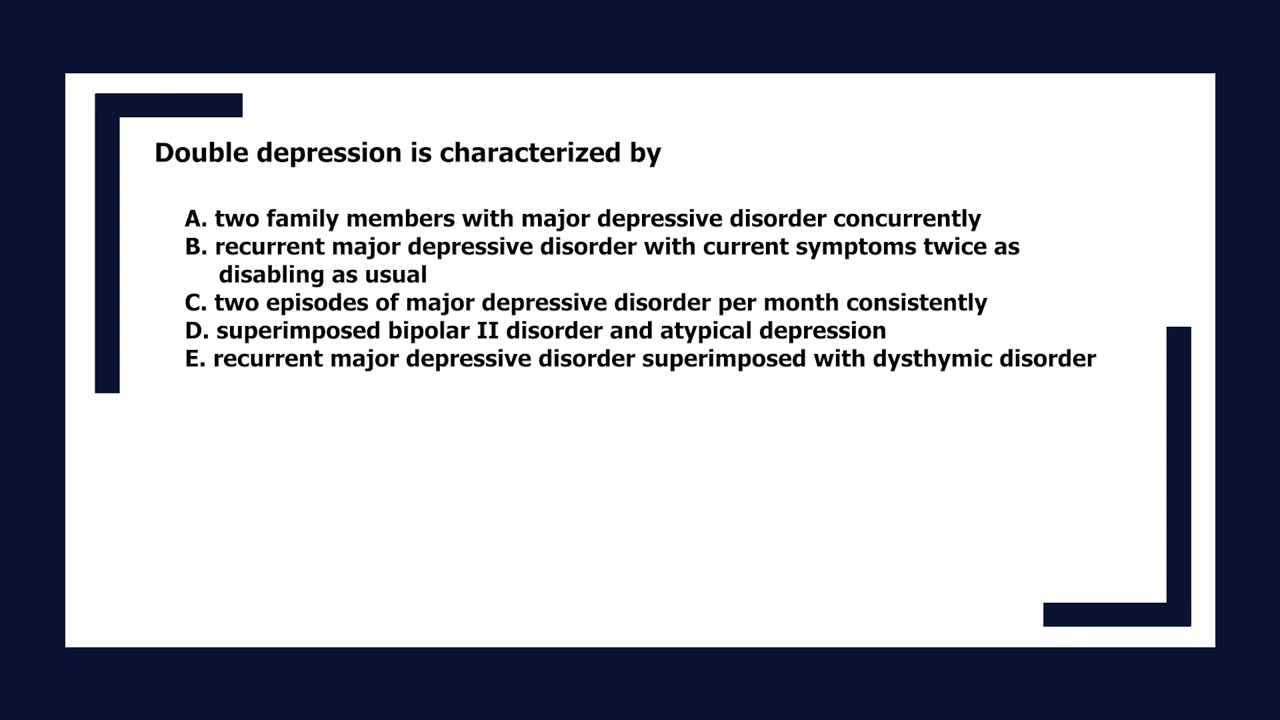 Double depression is characterized by
A. two family members with major depressive disorder concurrently
B. recurrent major depressive disorder with current symptoms twice as
disabling as usual
C. two episodes of major depressive disorder per month consistently
D. superimposed bipolar II disorder and atypical depression
E. recurrent major depressive disorder superimposed with dysthymic disorder